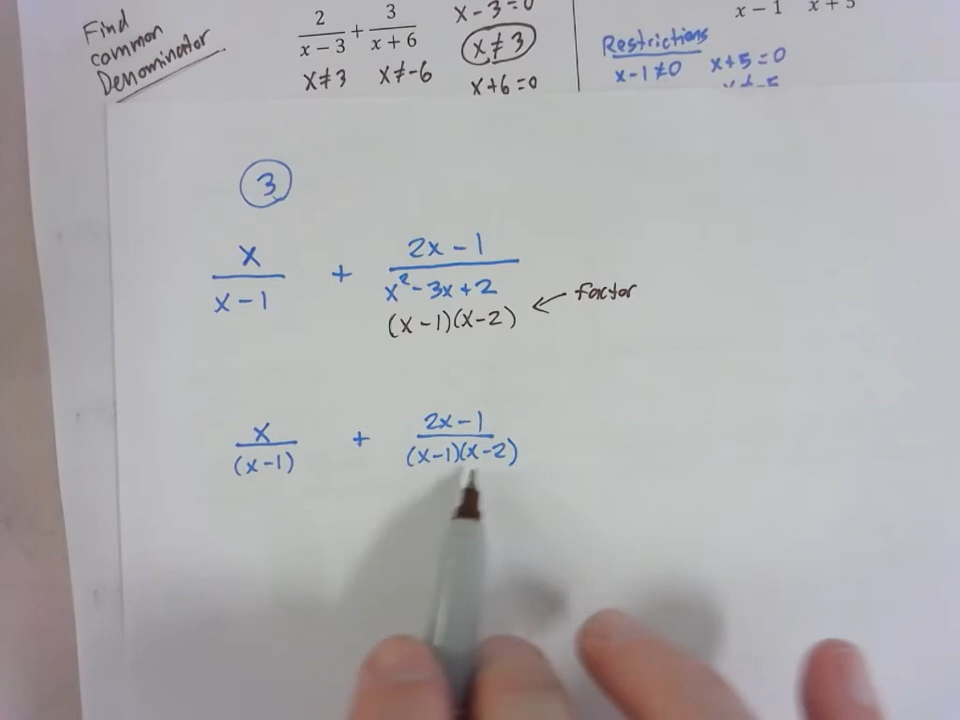 Find
common
Denominator
2/(x − 3) + 3/(x + 6)
x≠3 x≠-6
x-3=0
x≠3
x+6=0
x − 1 x + 5
Restrictions
x-1≠0 x+5=0
3
x/(x-1) + (2x-1)/(x²-3x+2)
(x-1)(x-2) ← factor
x/(x-1) + (2x-1)/((x-1)(x-2))